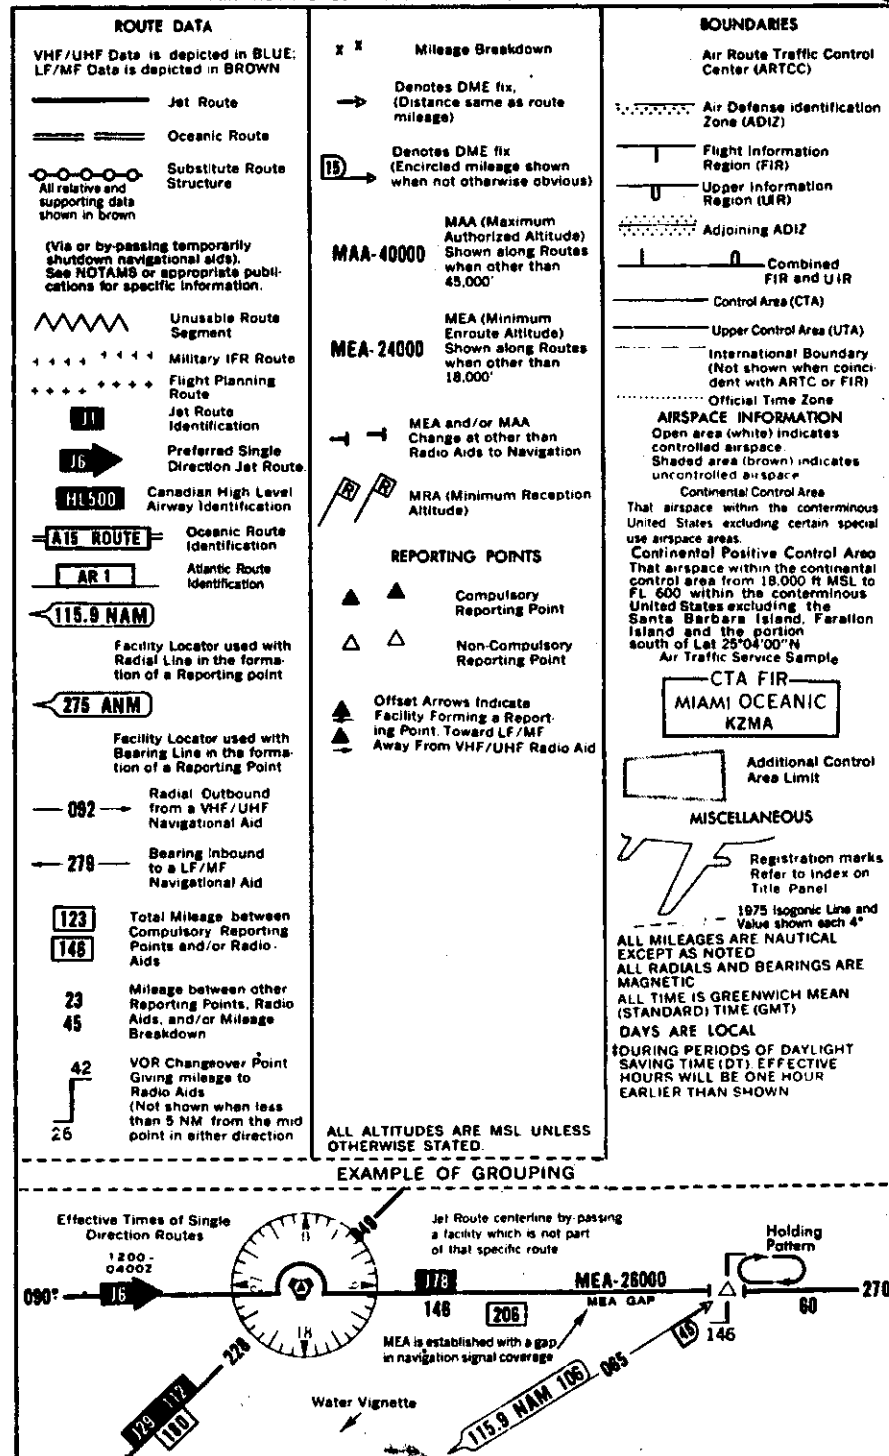 ROUTE DATA
VHF/UHF Data is depicted in BLUE;
LF/MF Data is depicted in BROWN
Jet Route
Oceanic Route
Substitute Route
Structure
All relative and
supporting data
shown in brown
(Via or by-passing temporarily
shutdown navigational aids).
See NOTAMS or appropriate publi-
cations for specific information.
Unusable Route
Segment
Military IFR Route
Flight Planning
Route
J1
Jet Route
Identification
J6
Preferred Single
Direction Jet Route.
HL500
Canadian High Level
Airway Identification
A15 ROUTE
Oceanic Route
Identification
AR 1
Atlantic Route
Identification
115.9 NAM
Facility Locator used with
Radial Line in the forma-
tion of a Reporting point
275 ANM
Facility Locator used with
Bearing Line in the forma-
tion of a Reporting Point
092
Radial Outbound
from a VHF/UHF
Navigational Aid
279
Bearing Inbound
to a LF/MF
Navigational Aid
123
146
Total Mileage between
Compulsory Reporting
Points and/or Radio
Aids
23
45
Mileage between other
Reporting Points, Radio
Aids, and/or Mileage
Breakdown
42
26
VOR Changeover Point
Giving mileage to
Radio Aids
(Not shown when less
than 5 NM from the mid
point in either direction
x x
Mileage Breakdown
Denotes DME fix,
(Distance same as route
mileage)
15
Denotes DME fix
(Encircled mileage shown
when not otherwise obvious)
MAA-40000
MAA (Maximum
Authorized Altitude)
Shown along Routes
when other than
45,000'
MEA-24000
MEA (Minimum
Enroute Altitude)
Shown along Routes
when other than
18,000'
MEA and/or MAA
Change at other than
Radio Aids to Navigation
R R
MRA (Minimum Reception
Altitude)
REPORTING POINTS
Compulsory
Reporting Point
Non-Compulsory
Reporting Point
Offset Arrows Indicate
Facility Forming a Report-
ing Point. Toward LF/MF
Away From VHF/UHF Radio Aid
ALL ALTITUDES ARE MSL UNLESS
OTHERWISE STATED.
BOUNDARIES
Air Route Traffic Control
Center (ARTCC)
Air Defense identification
Zone (ADIZ)
Flight Information
Region (FIR)
Upper Information
Region (UIR)
Adjoining ADIZ
Combined
FIR and UIR
Control Area (CTA)
Upper Control Area (UTA)
International Boundary
(Not shown when coinci-
dent with ARTC or FIR)
Official Time Zone
AIRSPACE INFORMATION
Open area (white) indicates
controlled airspace.
Shaded area (brown) indicates
uncontrolled airspace
Continental Control Area
That airspace within the conterminous
United States excluding certain special
use airspace areas.
Continental Positive Control Area
That airspace within the continental
control area from 18,000 ft MSL to
FL 600 within the conterminous
United States excluding the
Santa Barbara Island, Farallon
Island and the portion
south of Lat 25°04'00"N
Air Traffic Service Sample
CTA FIR
MIAMI OCEANIC
KZMA
Additional Control
Area Limit
MISCELLANEOUS
Registration marks
Refer to Index on
Title Panel
1975 Isogonic Line and
Value shown each 4°
ALL MILEAGES ARE NAUTICAL
EXCEPT AS NOTED
ALL RADIALS AND BEARINGS ARE
MAGNETIC
ALL TIME IS GREENWICH MEAN
(STANDARD) TIME (GMT)
DAYS ARE LOCAL
‡DURING PERIODS OF DAYLIGHT
SAVING TIME (DT). EFFECTIVE
HOURS WILL BE ONE HOUR
EARLIER THAN SHOWN
EXAMPLE OF GROUPING
Effective Times of Single
Direction Routes
1200-
0400Z
090°
J6
0
9
18
27
049
228
J29 112
180
Jet Route centerline by-passing
a facility which is not part
of that specific route
J78
146
206
MEA-26000
MEA GAP
MEA is established with a gap
in navigation signal coverage
Holding
Pattern
60
270
146
45
065
115.9 NAM 106
Water Vignette